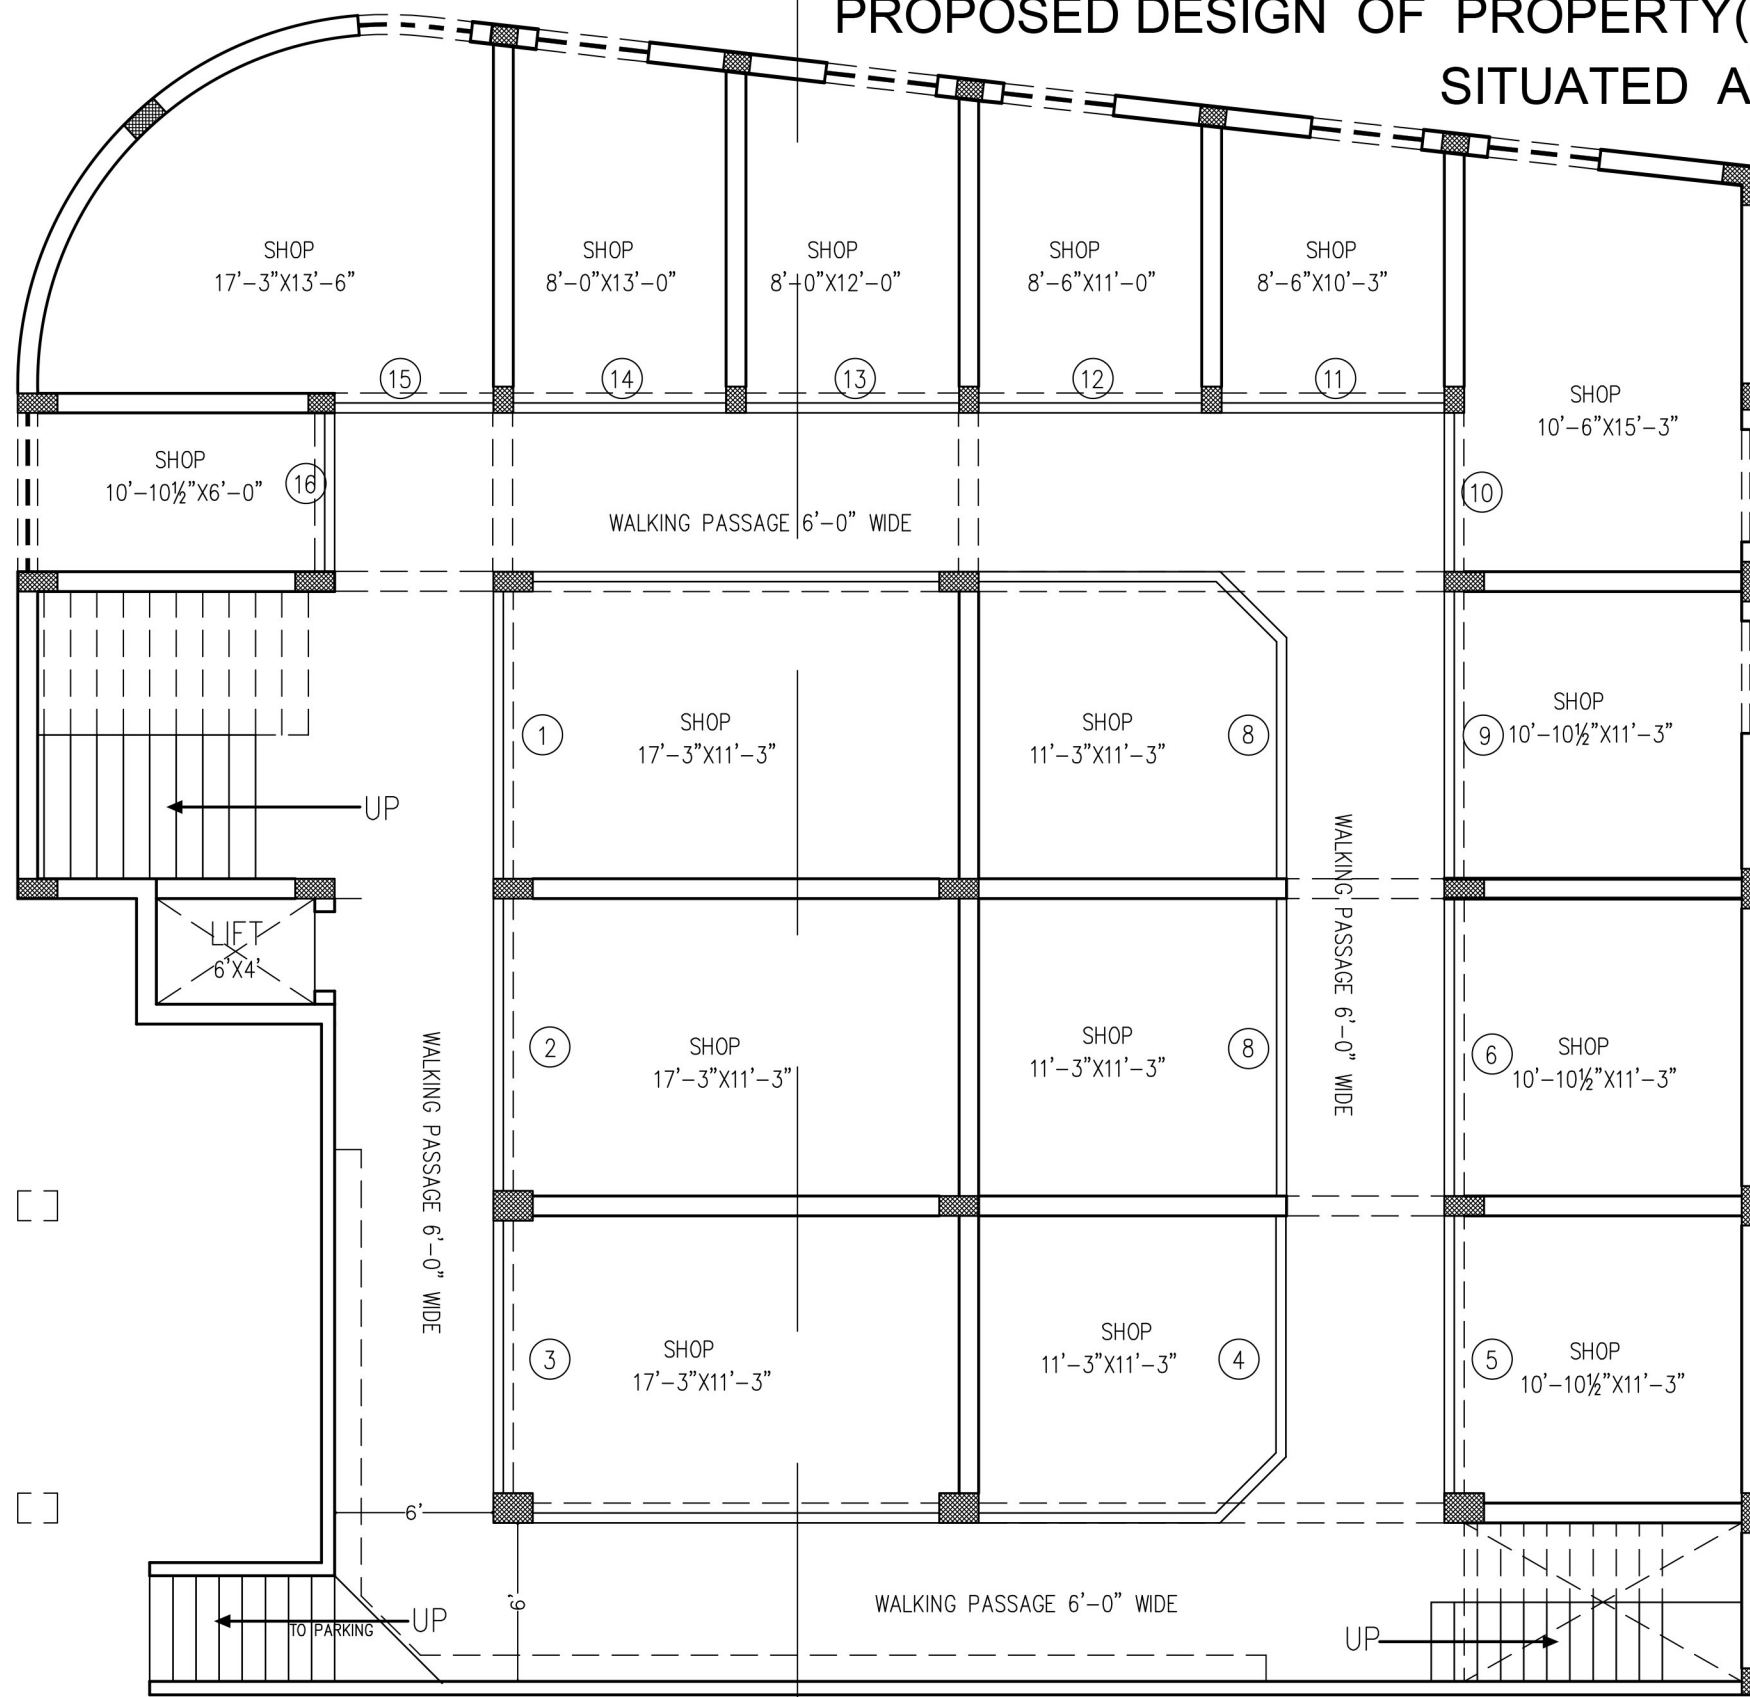 PROPOSED DESIGN OF PROPERTY(
SITUATED A
SHOP
17'-3"X13'-6"
SHOP
8'-0"X13'-0"
SHOP
8'-0"X12'-0"
SHOP
8'-6"X11'-0"
SHOP
8'-6"X10'-3"
15
14
13
12
11
SHOP
10'-6"X15'-3"
10
SHOP
10'-10½"X6'-0"
16
WALKING PASSAGE 6'-0" WIDE
1
SHOP
17'-3"X11'-3"
SHOP
11'-3"X11'-3"
8
9
SHOP
10'-10½"X11'-3"
UP
WALKING PASSAGE 6'-0" WIDE
LIFT
6'X4'
2
SHOP
17'-3"X11'-3"
SHOP
11'-3"X11'-3"
8
6
SHOP
10'-10½"X11'-3"
WALKING PASSAGE 6'-0" WIDE
3
SHOP
17'-3"X11'-3"
SHOP
11'-3"X11'-3"
4
5
SHOP
10'-10½"X11'-3"
6'
6'
WALKING PASSAGE 6'-0" WIDE
UP
TO PARKING
UP